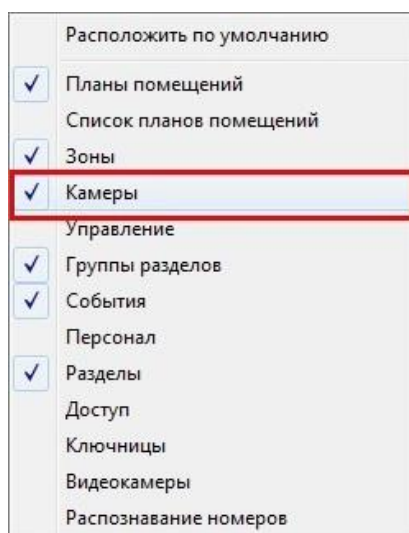 Расположить по умолчанию
Планы помещений
Список планов помещений
Зоны
Камеры
Управление
Группы разделов
События
Персонал
Разделы
Доступ
Ключницы
Видеокамеры
Распознавание номеров